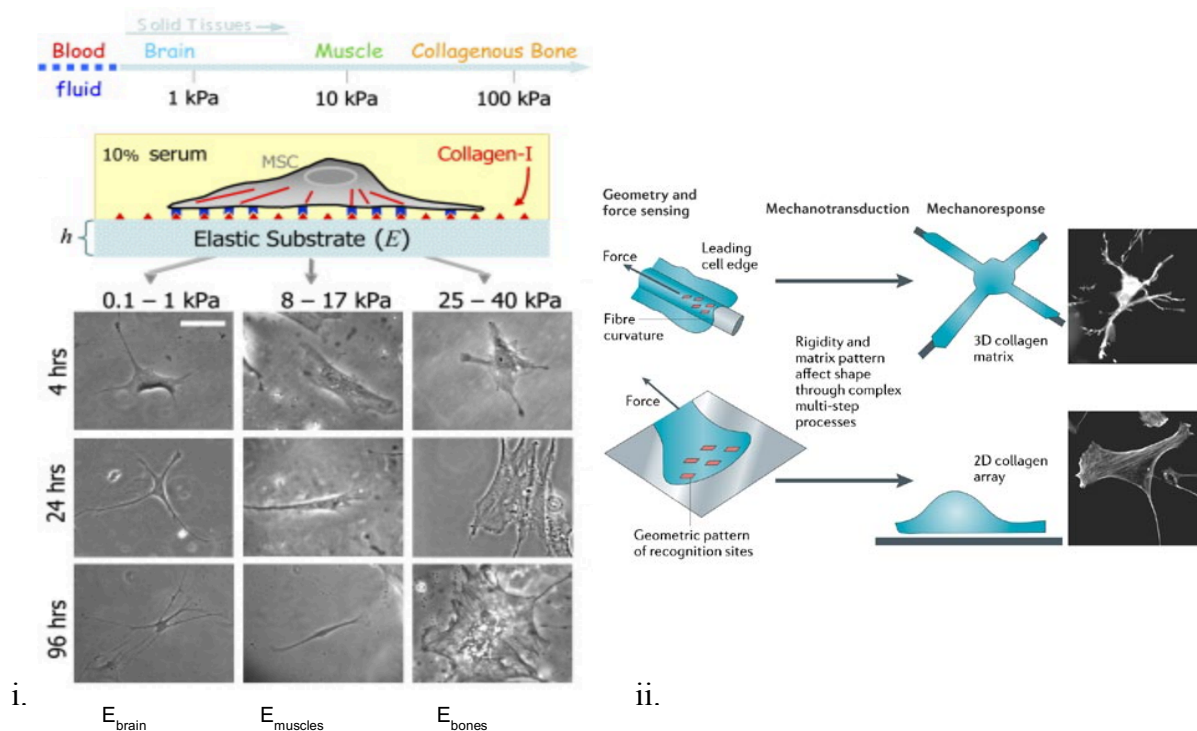 Solid Tissues →
Blood Brain Muscle Collagenous Bone
fluid
1 kPa 10 kPa 100 kPa
10% serum MSC Collagen-I
h Elastic Substrate (E)
0.1 – 1 kPa 8 – 17 kPa 25 – 40 kPa
4 hrs
24 hrs
96 hrs
i.
E brain E muscles E bones
Geometry and
force sensing
Mechanotransduction
Mechanoresponse
Force
Leading
cell edge
Fibre
curvature
3D collagen
matrix
Rigidity and
matrix pattern
affect shape
through complex
multi-step
processes
Force
Geometric pattern
of recognition sites
2D collagen
array
ii.